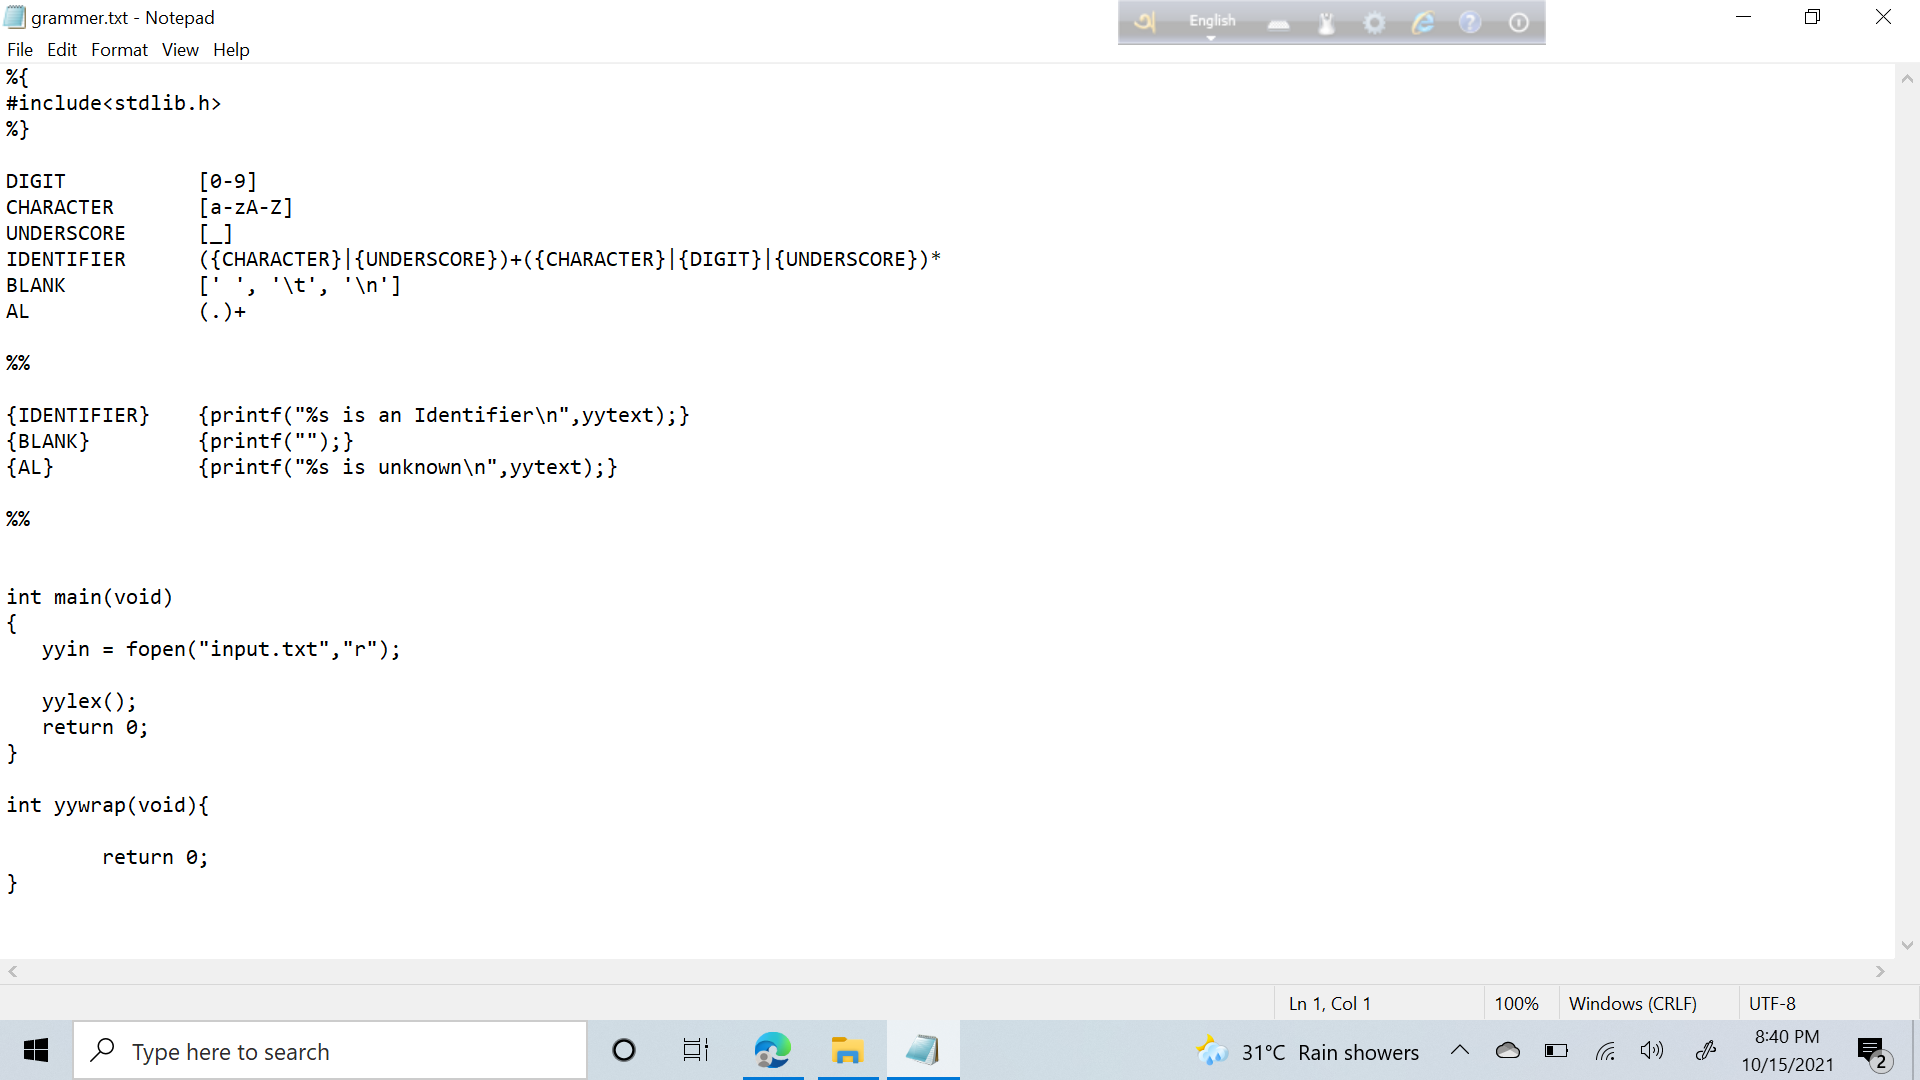 grammer.txt - Notepad
English
File Edit Format View Help
%{
#include<stdlib.h>
%}
DIGIT [0-9]
CHARACTER [a-zA-Z]
UNDERSCORE [_]
IDENTIFIER ({CHARACTER}|{UNDERSCORE})+({CHARACTER}|{DIGIT}|{UNDERSCORE})*
BLANK [' ', '\t', '\n']
AL (.)+
%%
{IDENTIFIER} {printf("%s is an Identifier\n",yytext);}
{BLANK} {printf("");}
{AL} {printf("%s is unknown\n",yytext);}
%%
int main(void)
{
yyin = fopen("input.txt","r");
yylex();
return 0;
}
int yywrap(void){
return 0;
}
Ln 1, Col 1 100% Windows (CRLF) UTF-8
Type here to search
31°C Rain showers
8:40 PM
10/15/2021
2